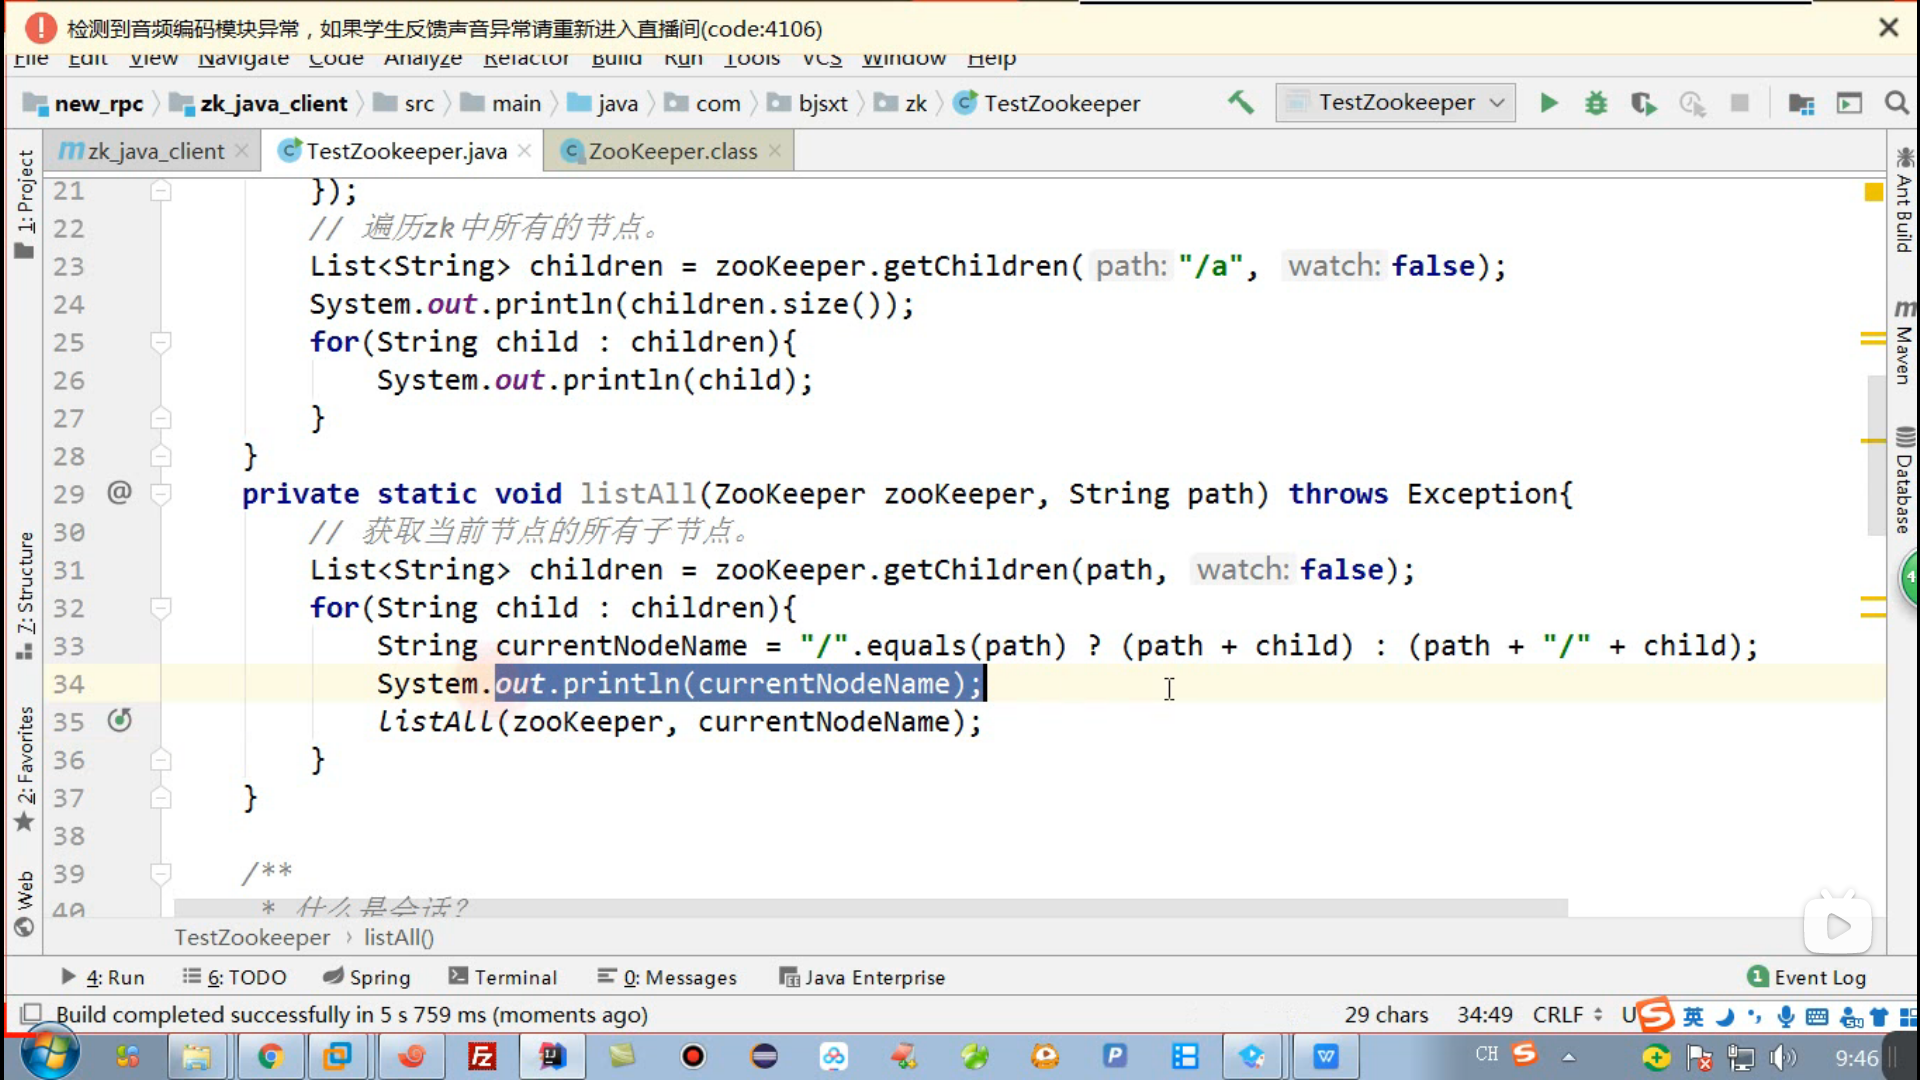 检测到音频编码模块异常，如果学生反馈声音异常请重新进入直播间(code:4106)
File Edit View Navigate Code Analyze Refactor Build Run Tools VCS Window Help
new_rpc zk_java_client src main java com bjsxt zk TestZookeeper TestZookeeper
zk_java_client TestZookeeper.java ZooKeeper.class
21 });
22 // 遍历zk中所有的节点。
23 List<String> children = zooKeeper.getChildren( path: "/a", watch: false);
24 System.out.println(children.size());
25 for(String child : children){
26 System.out.println(child);
27 }
28 }
29 private static void listAll(ZooKeeper zooKeeper, String path) throws Exception{
30 // 获取当前节点的所有子节点。
31 List<String> children = zooKeeper.getChildren(path, watch: false);
32 for(String child : children){
33 String currentNodeName = "/".equals(path) ? (path + child) : (path + "/" + child);
34 System.out.println(currentNodeName);
35 listAll(zooKeeper, currentNodeName);
36 }
37 }
38
39 /**
40 * 什么是会话?
1: Project
7: Structure
2: Favorites
Web
Ant Build
Maven
Database
TestZookeeper › listAll()
4: Run 6: TODO Spring Terminal 0: Messages Java Enterprise 1 Event Log
Build completed successfully in 5 s 759 ms (moments ago) 29 chars 34:49 CRLF 英
CH 9:46